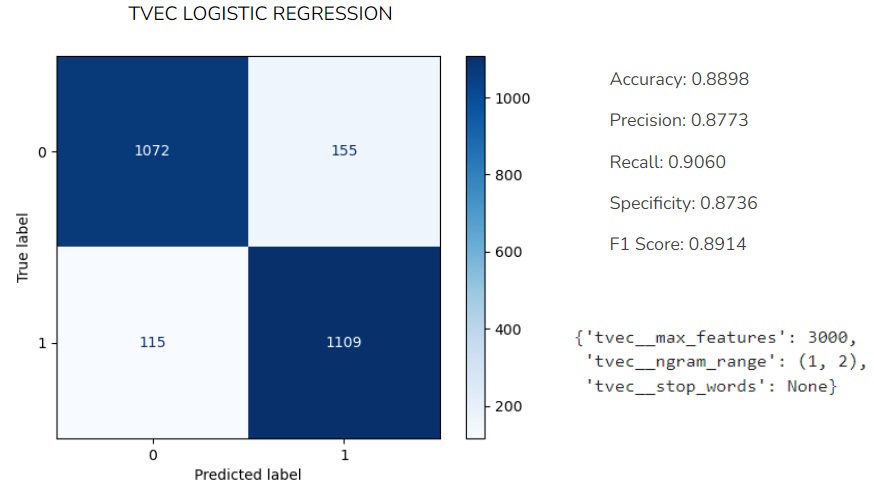 TVEC LOGISTIC REGRESSION
1072
155
115
1109
0
1
True label
0
1
Predicted label
1000
800
600
400
200
Accuracy: 0.8898
Precision: 0.8773
Recall: 0.9060
Specificity: 0.8736
F1 Score: 0.8914
{'tvec__max_features': 3000,
'tvec__ngram_range': (1, 2),
'tvec__stop_words': None}